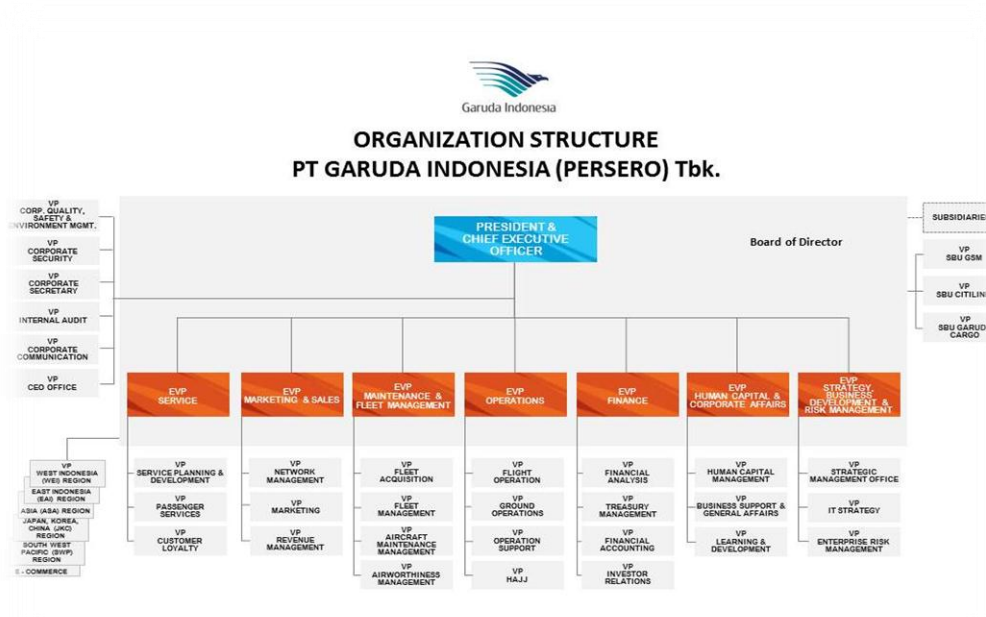 Garuda Indonesia
ORGANIZATION STRUCTURE
PT GARUDA INDONESIA (PERSERO) Tbk.
VP
CORP. QUALITY,
SAFETY &
ENVIRONMENT MGMT.
VP
CORPORATE
SECURITY
VP
CORPORATE
SECRETARY
VP
INTERNAL AUDIT
VP
CORPORATE
COMMUNICATION
VP
CEO OFFICE
PRESIDENT &
CHIEF EXECUTIVE
OFFICER
Board of Director
SUBSIDIARIE
VP
SBU GSM
VP
SBU CITILIN
VP
SBU GARUD
CARGO
EVP
SERVICE
EVP
MARKETING & SALES
EVP
MAINTENANCE &
FLEET MANAGEMENT
EVP
OPERATIONS
EVP
FINANCE
EVP
HUMAN CAPITAL &
CORPORATE AFFAIRS
EVP
STRATEGY,
BUSINESS
DEVELOPMENT &
RISK MANAGEMENT
VP
WEST INDONESIA
(WEI) REGION
EAST INDONESIA
(EAI) REGION
ASIA (ASA) REGION
JAPAN, KOREA,
CHINA (JKC)
REGION
SOUTH WEST
PACIFIC (SWP)
REGION
E - COMMERCE
VP
SERVICE PLANNING &
DEVELOPMENT
VP
PASSENGER
SERVICES
VP
CUSTOMER
LOYALTY
VP
NETWORK
MANAGEMENT
VP
MARKETING
VP
REVENUE
MANAGEMENT
VP
FLEET
ACQUISITION
VP
FLEET
MANAGEMENT
VP
AIRCRAFT
MAINTENANCE
MANAGEMENT
VP
AIRWORTHINESS
MANAGEMENT
VP
FLIGHT
OPERATION
VP
GROUND
OPERATIONS
VP
OPERATION
SUPPORT
VP
HAJJ
VP
FINANCIAL
ANALYSIS
VP
TREASURY
MANAGEMENT
VP
FINANCIAL
ACCOUNTING
VP
INVESTOR
RELATIONS
VP
HUMAN CAPITAL
MANAGEMENT
VP
BUSINESS SUPPORT &
GENERAL AFFAIRS
VP
LEARNING &
DEVELOPMENT
VP
STRATEGIC
MANAGEMENT OFFICE
VP
IT STRATEGY
VP
ENTERPRISE RISK
MANAGEMENT